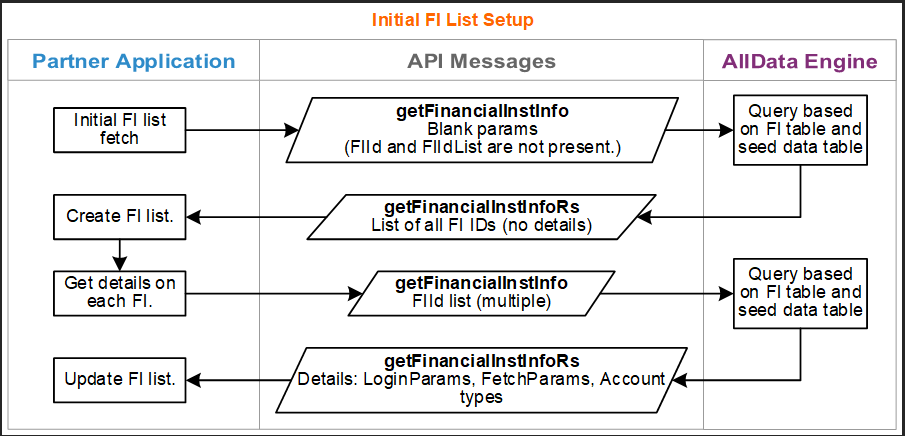 Initial FI List Setup
Partner Application
API Messages
AllData Engine
Initial FI list
fetch
getFinancialInstInfo
Blank params
(FIId and FIIdList are not present.)
Query based
on FI table and
seed data table
Create FI list.
getFinancialInstInfoRs
List of all FI IDs (no details)
Get details on
each FI.
getFinancialInstInfo
FIId list (multiple)
Query based
on FI table and
seed data table
Update FI list.
getFinancialInstInfoRs
Details: LoginParams, FetchParams, Account
types